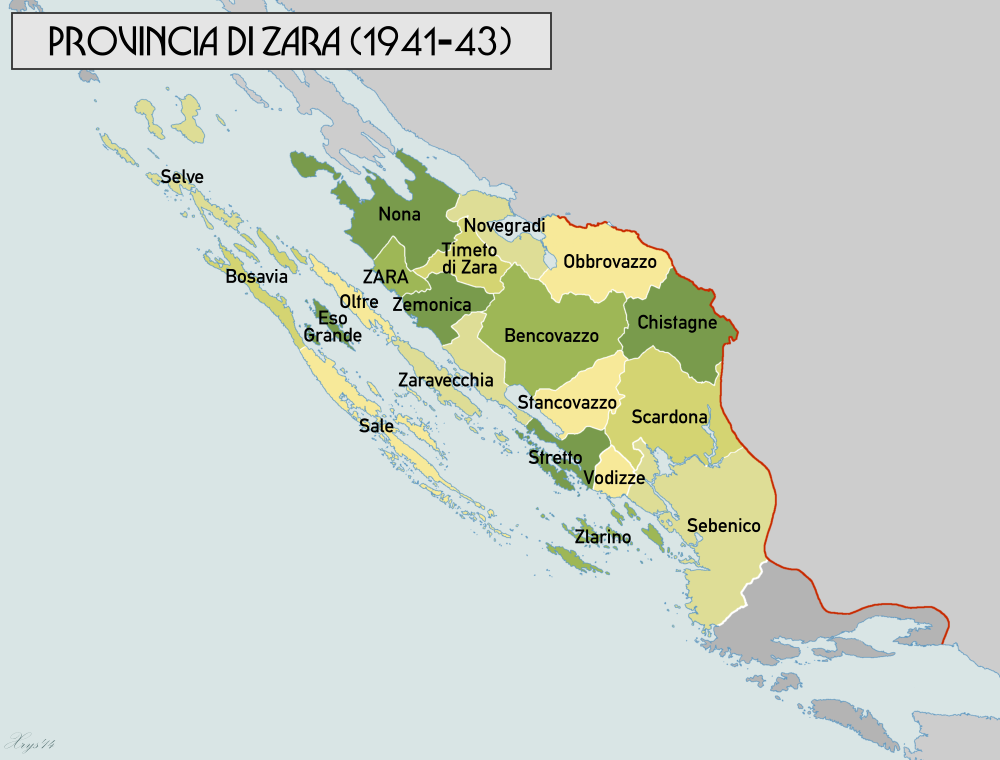 PROVINCIA DI ZARA (1941-43)
Selve
Nona
Novegradi
Timeto
di Zara
Obbrovazzo
Bosavia
ZARA
Oltre
Zemonica
Eso
Grande
Chistagne
Bencovazzo
Zaravecchia
Stancovazzo
Scardona
Sale
Stretto
Vodizze
Sebenico
Zlarino
Xrys'14